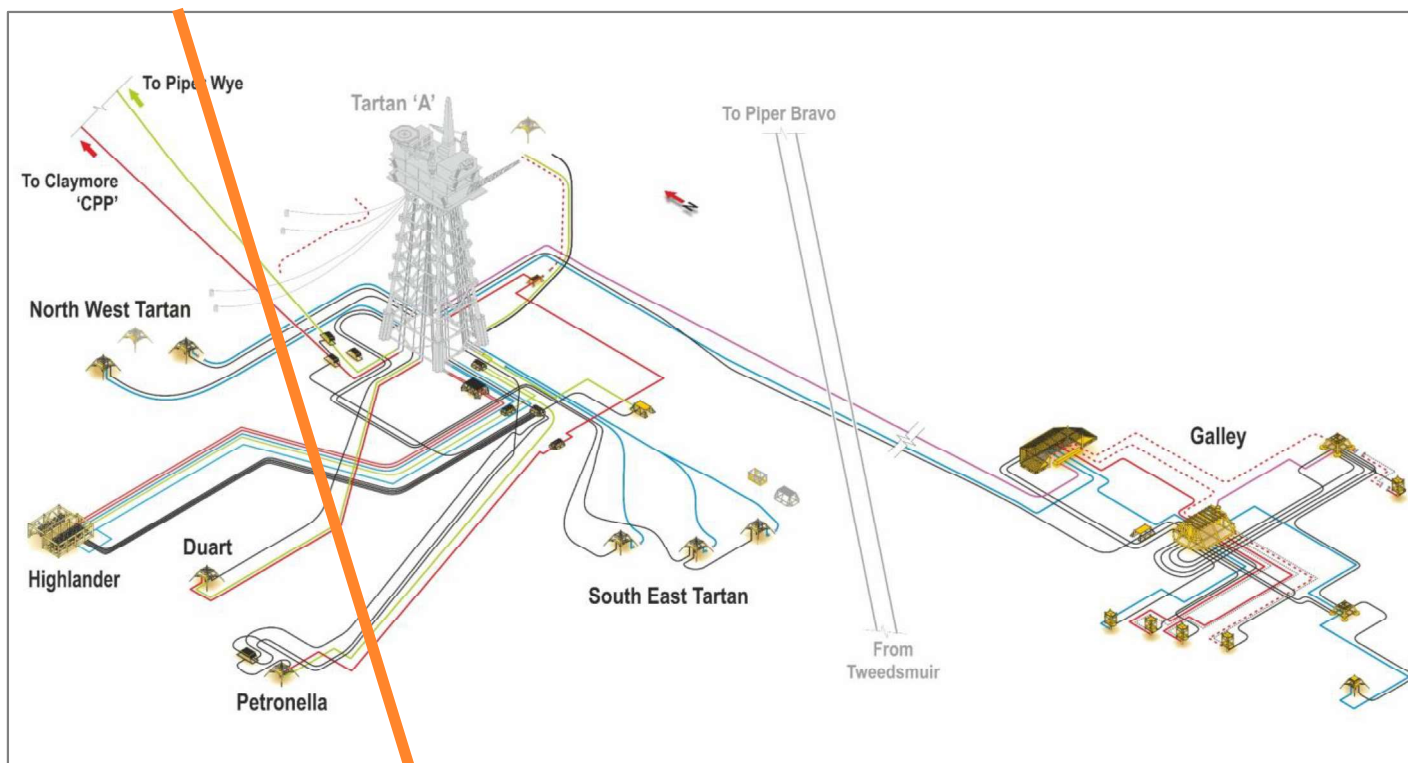 To Piper Wye
Tartan 'A'
To Piper Bravo
To Claymore
'CPP'
N
North West Tartan
Galley
Duart
Highlander
South East Tartan
From
Tweedsmuir
Petronella